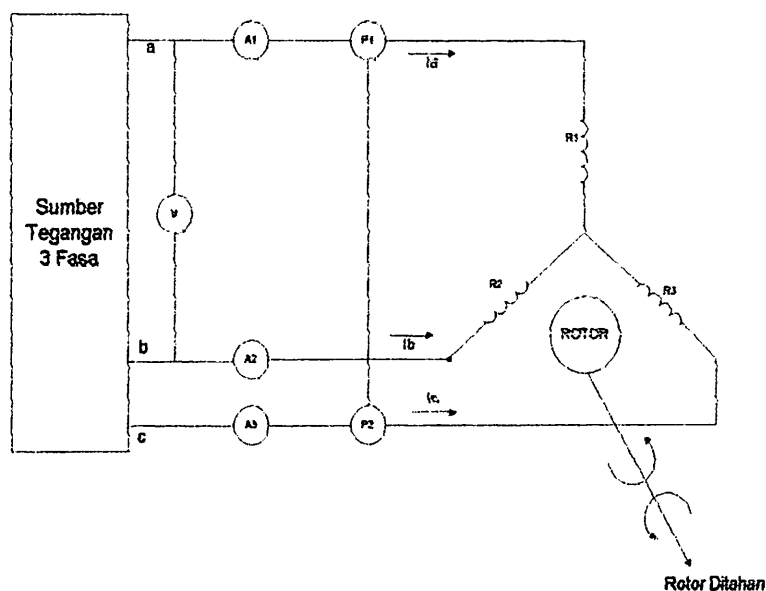 a
A1
P1
Ia
R1
Sumber
Tegangan
3 Fasa
V
R2
R3
ROTOR
b
A2
Ib
c
A3
P2
Ic
Rotor Ditahan